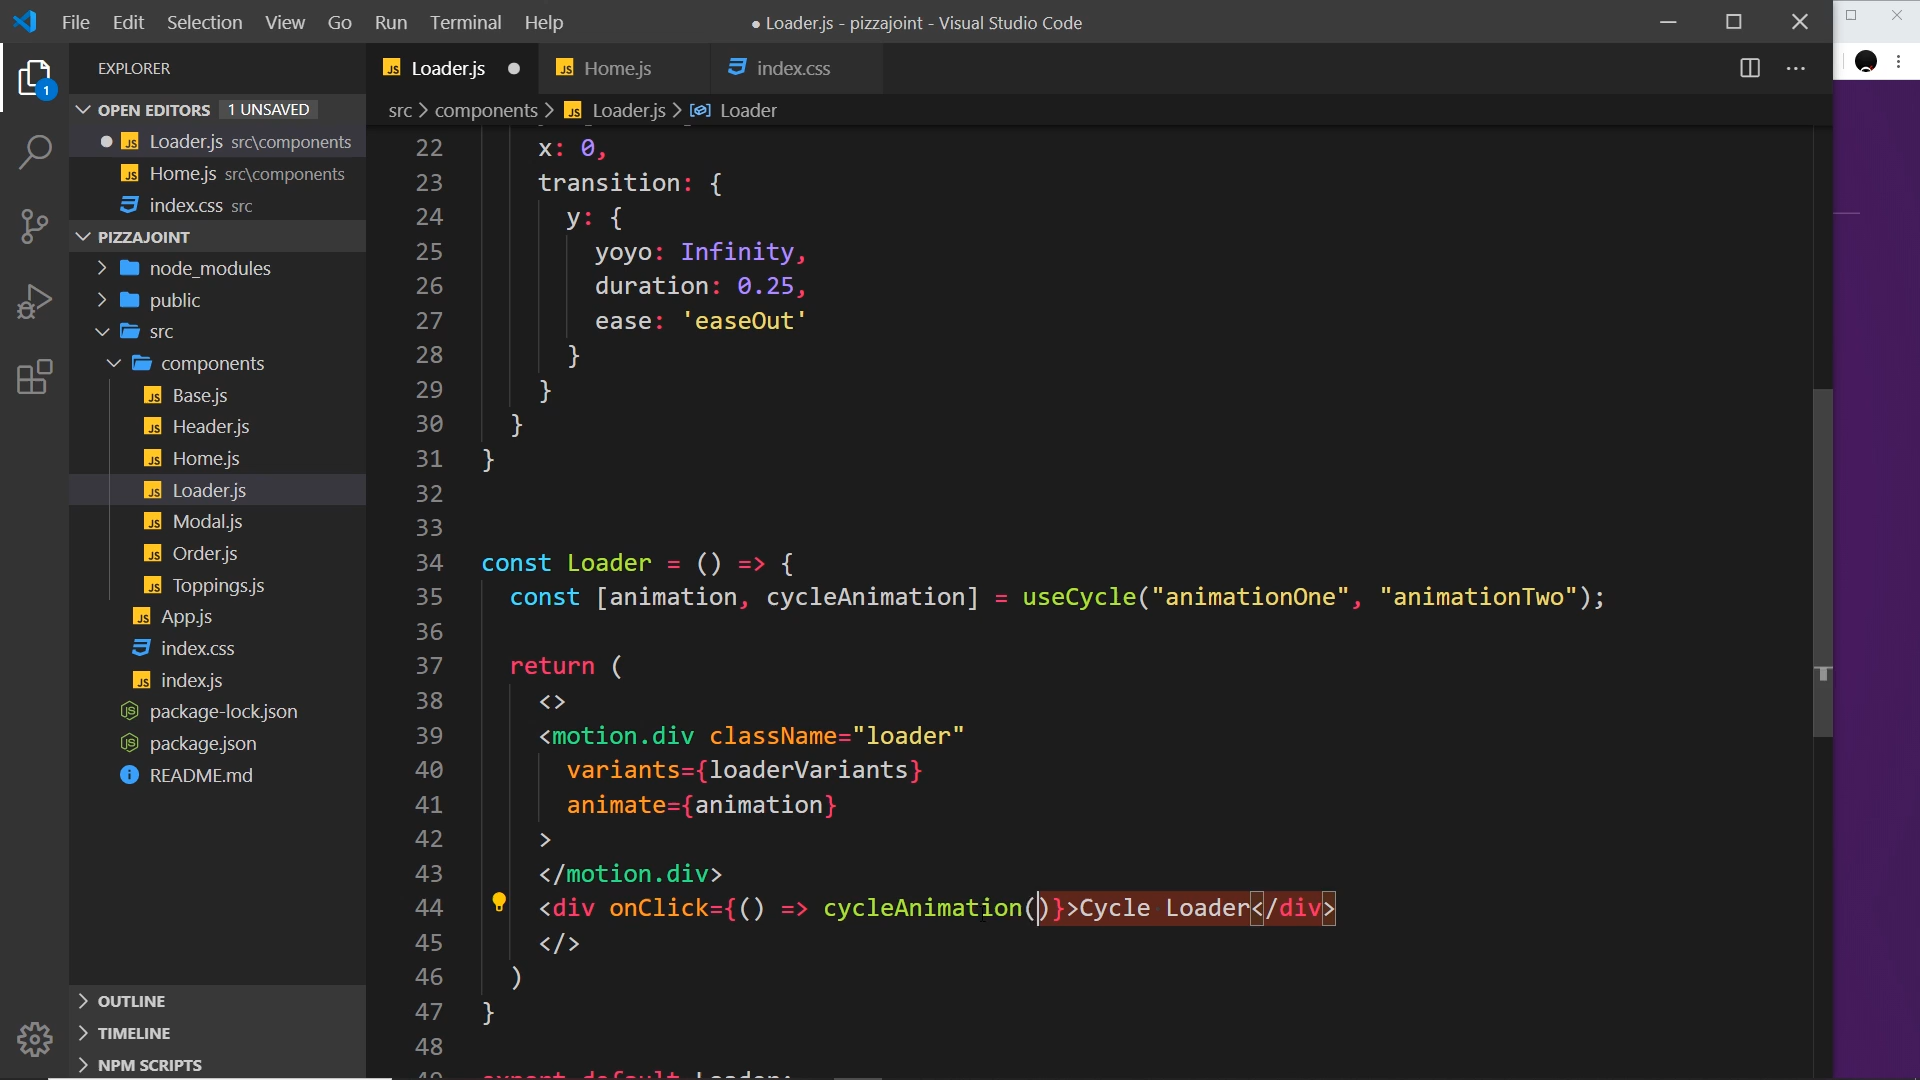 File Edit Selection View Go Run Terminal Help
● Loader.js - pizzajoint - Visual Studio Code
EXPLORER
OPEN EDITORS 1 UNSAVED
Loader.js src\components
Home.js src\components
index.css src
PIZZAJOINT
node_modules
public
src
components
Base.js
Header.js
Home.js
Loader.js
Modal.js
Order.js
Toppings.js
App.js
index.css
index.js
package-lock.json
package.json
README.md
OUTLINE
TIMELINE
NPM SCRIPTS
1
Loader.js Home.js index.css
src > components > Loader.js > Loader
22 x: 0,
23 transition: {
24 y: {
25 yoyo: Infinity,
26 duration: 0.25,
27 ease: 'easeOut'
28 }
29 }
30 }
31 }
32
33
34 const Loader = () => {
35 const [animation, cycleAnimation] = useCycle("animationOne", "animationTwo");
36
37 return (
38 <>
39 <motion.div className="loader"
40 variants={loaderVariants}
41 animate={animation}
42 >
43 </motion.div>
44 <div onClick={() => cycleAnimation()}>Cycle Loader</div>
45 </>
46 )
47 }
48
49 export default Loader;